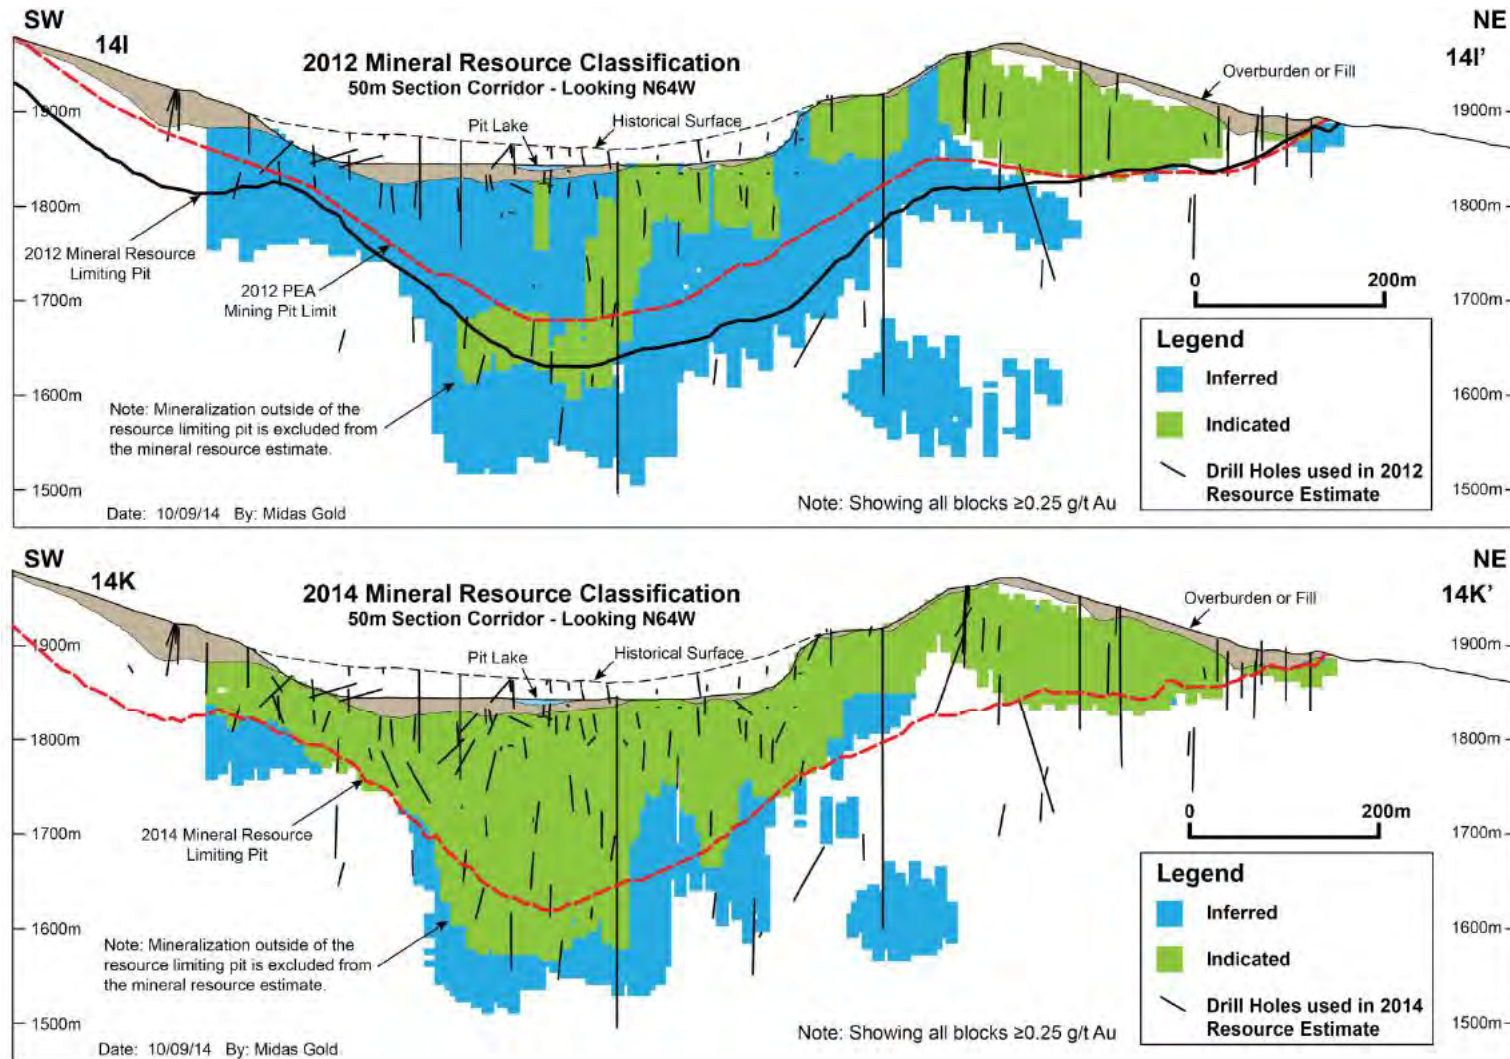 SW
NE
14I
14I'
2012 Mineral Resource Classification
50m Section Corridor - Looking N64W
Overburden or Fill
Pit Lake
Historical Surface
1900m
1900m
1800m
1800m
2012 Mineral Resource
Limiting Pit
2012 PEA
Mining Pit Limit
0
200m
1700m
1700m
Legend
Inferred
Indicated
Drill Holes used in 2012
Resource Estimate
1600m
1600m
Note: Mineralization outside of the
resource limiting pit is excluded from
the mineral resource estimate.
1500m
1500m
Note: Showing all blocks ≥0.25 g/t Au
Date: 10/09/14 By: Midas Gold
SW
NE
14K
14K'
2014 Mineral Resource Classification
50m Section Corridor - Looking N64W
Overburden or Fill
Pit Lake
Historical Surface
1900m
1900m
1800m
1800m
0
200m
2014 Mineral Resource
Limiting Pit
1700m
1700m
Legend
Inferred
Indicated
Drill Holes used in 2014
Resource Estimate
1600m
1600m
Note: Mineralization outside of the
resource limiting pit is excluded from
the mineral resource estimate.
1500m
1500m
Note: Showing all blocks ≥0.25 g/t Au
Date: 10/09/14 By: Midas Gold